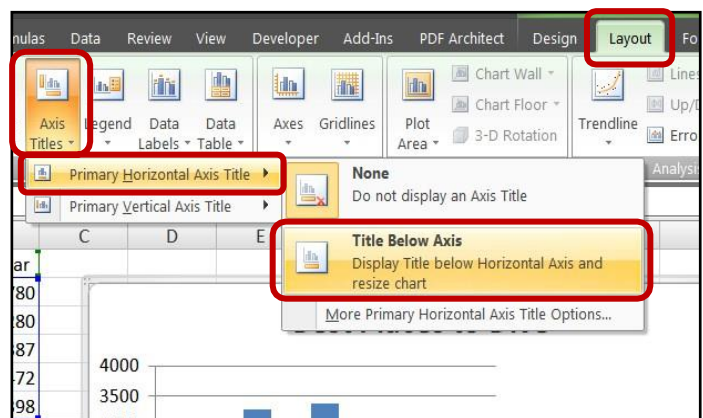 mulas Data Review View Developer Add-Ins PDF Architect Design Layout Fo
Axis Titles
Legend
Data Labels
Data Table
Axes
Gridlines
Plot Area
Chart Wall
Chart Floor
3-D Rotation
Trendline
Lines
Up/D
Erro
Analysis
Primary Horizontal Axis Title
Primary Vertical Axis Title
None
Do not display an Axis Title
Title Below Axis
Display Title below Horizontal Axis and
resize chart
More Primary Horizontal Axis Title Options...
C D E
ar
780
280
387
472
298
4000
3500